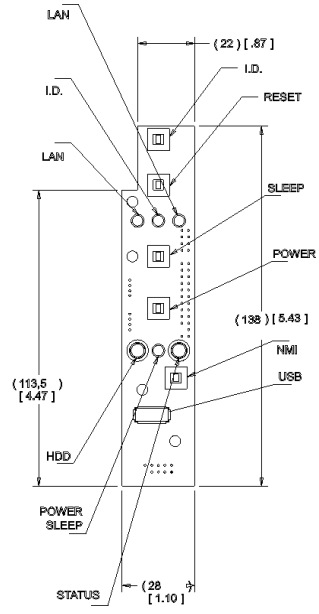 LAN
(22) [.87]
I.D.
I.D.
RESET
LAN
SLEEP
POWER
(138) [5.43]
NMI
(113,5)
[4.47]
USB
HDD
POWER
SLEEP
STATUS
(28
[1.10]